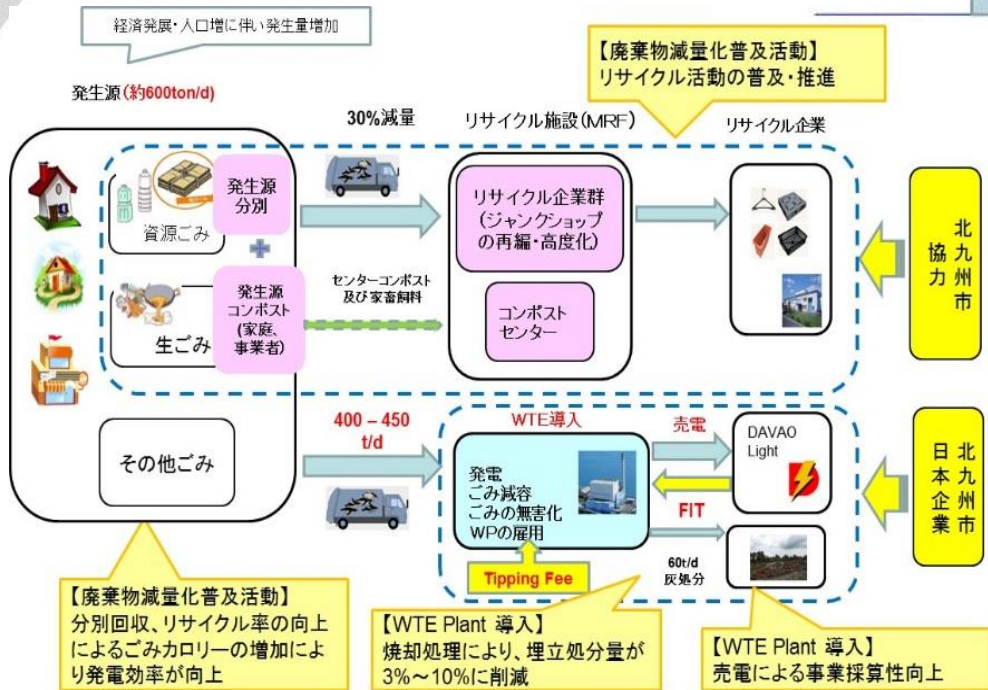 経済発展・人口増に伴い発生量増加
【廃棄物減量化普及活動】
リサイクル活動の普及・推進
発生源(約600ton/d)
30%減量
リサイクル施設(MRF)
リサイクル企業
資源ごみ
発生源
分別
リサイクル企業群
(ジャンクショップ
の再編・高度化)
生ごみ
発生源
コンポスト
(家庭、
事業者)
センターコンポスト
及び家畜飼料
コンポスト
センター
北九州市
協力
その他ごみ
400 – 450
t/d
WTE導入
発電
ごみ減容
ごみの無害化
WPの雇用
Tipping Fee
売電
FIT
DAVAO
Light
60t/d
灰処分
北九州市
日本企業
【廃棄物減量化普及活動】
分別回収、リサイクル率の向上
によるごみカロリーの増加によ
り発電効率が向上
【WTE Plant 導入】
焼却処理により、埋立処分量が
3%～10%に削減
【WTE Plant 導入】
売電による事業採算性向上